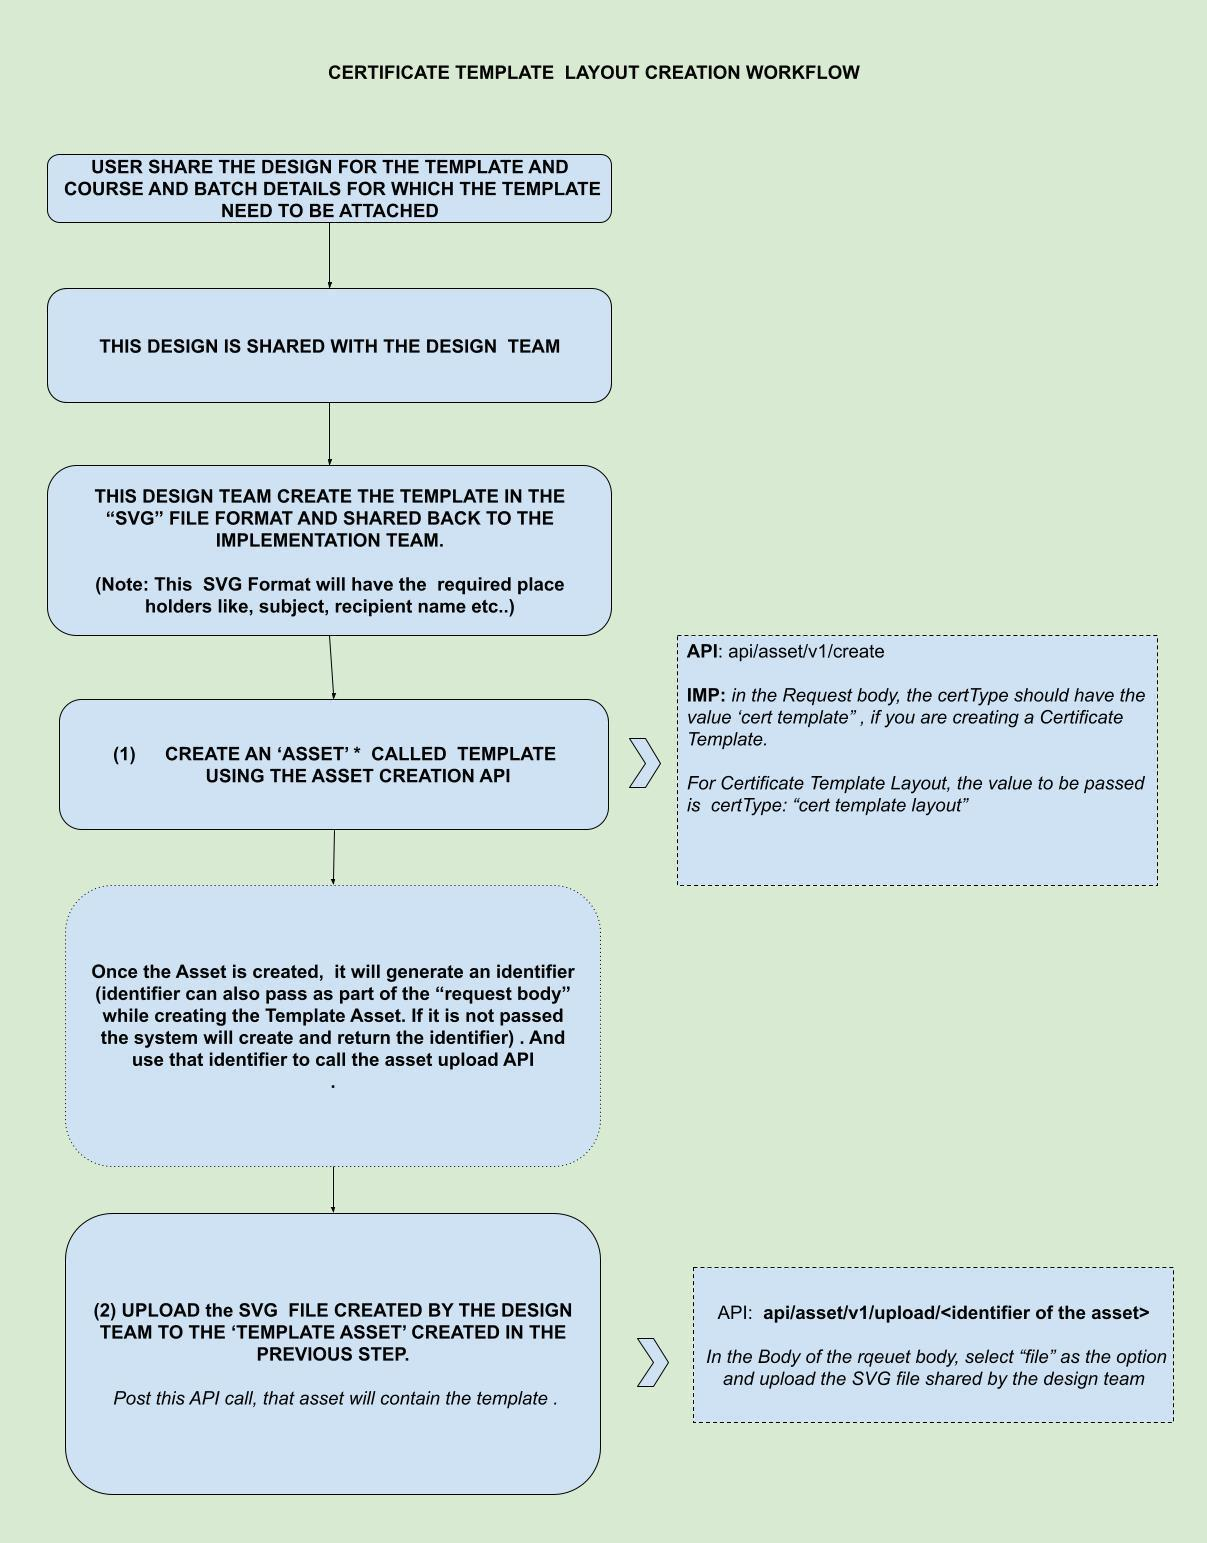 CERTIFICATE TEMPLATE  LAYOUT CREATION WORKFLOW
USER SHARE THE DESIGN FOR THE TEMPLATE AND
COURSE AND BATCH DETAILS FOR WHICH THE TEMPLATE
NEED TO BE ATTACHED
THIS DESIGN IS SHARED WITH THE DESIGN  TEAM
THIS DESIGN TEAM CREATE THE TEMPLATE IN THE
“SVG” FILE FORMAT AND SHARED BACK TO THE
IMPLEMENTATION TEAM.
(Note: This  SVG Format will have the  required place
holders like, subject, recipient name etc..)
(1)     CREATE AN ‘ASSET’ *  CALLED  TEMPLATE
USING THE ASSET CREATION API
API: api/asset/v1/create
IMP: in the Request body, the certType should have the
value ‘cert template” , if you are creating a Certificate
Template.
For Certificate Template Layout, the value to be passed
is  certType: “cert template layout”
Once the Asset is created,  it will generate an identifier
(identifier can also pass as part of the “request body”
while creating the Template Asset. If it is not passed
the system will create and return the identifier) . And
use that identifier to call the asset upload API
.
(2) UPLOAD the SVG  FILE CREATED BY THE DESIGN
TEAM TO THE ‘TEMPLATE ASSET’ CREATED IN THE
PREVIOUS STEP.
Post this API call, that asset will contain the template .
API:  api/asset/v1/upload/<identifier of the asset>
In the Body of the rqeuet body, select “file” as the option
and upload the SVG file shared by the design team